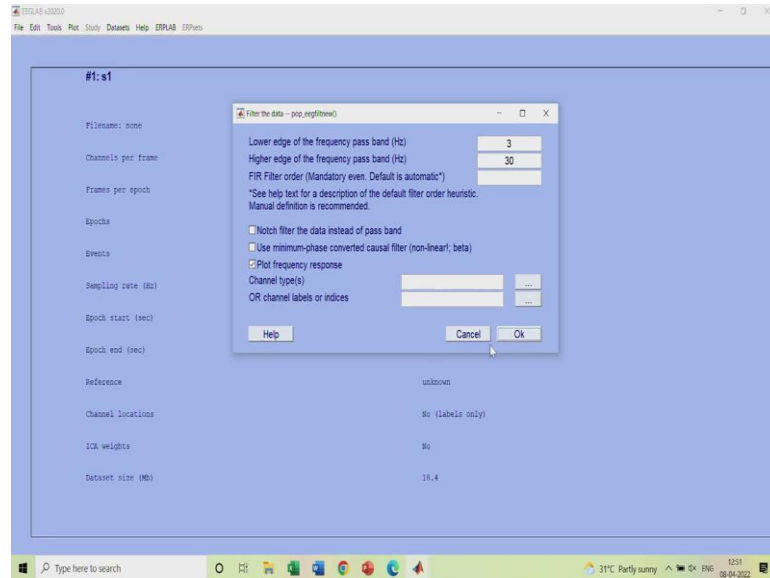 EEGLAB v2020.0
File Edit Tools Plot Study Datasets Help ERPLAB ERPsets
#1: s1
Filename: none
Channels per frame
Frames per epoch
Epochs
Events
Sampling rate (Hz)
Epoch start (sec)
Epoch end (sec)
Reference unknown
Channel locations No (labels only)
ICA weights No
Dataset size (Mb) 18.4
Filter the data -- pop_eegfiltnew()
Lower edge of the frequency pass band (Hz) 3
Higher edge of the frequency pass band (Hz) 30
FIR Filter order (Mandatory even. Default is automatic*)
*See help text for a description of the default filter order heuristic.
Manual definition is recommended.
Notch filter the data instead of pass band
Use minimum-phase converted causal filter (non-linear!; beta)
Plot frequency response
Channel type(s) ...
OR channel labels or indices ...
Help Cancel Ok
Type here to search
31°C Partly sunny ENG 12:51
08-04-2022